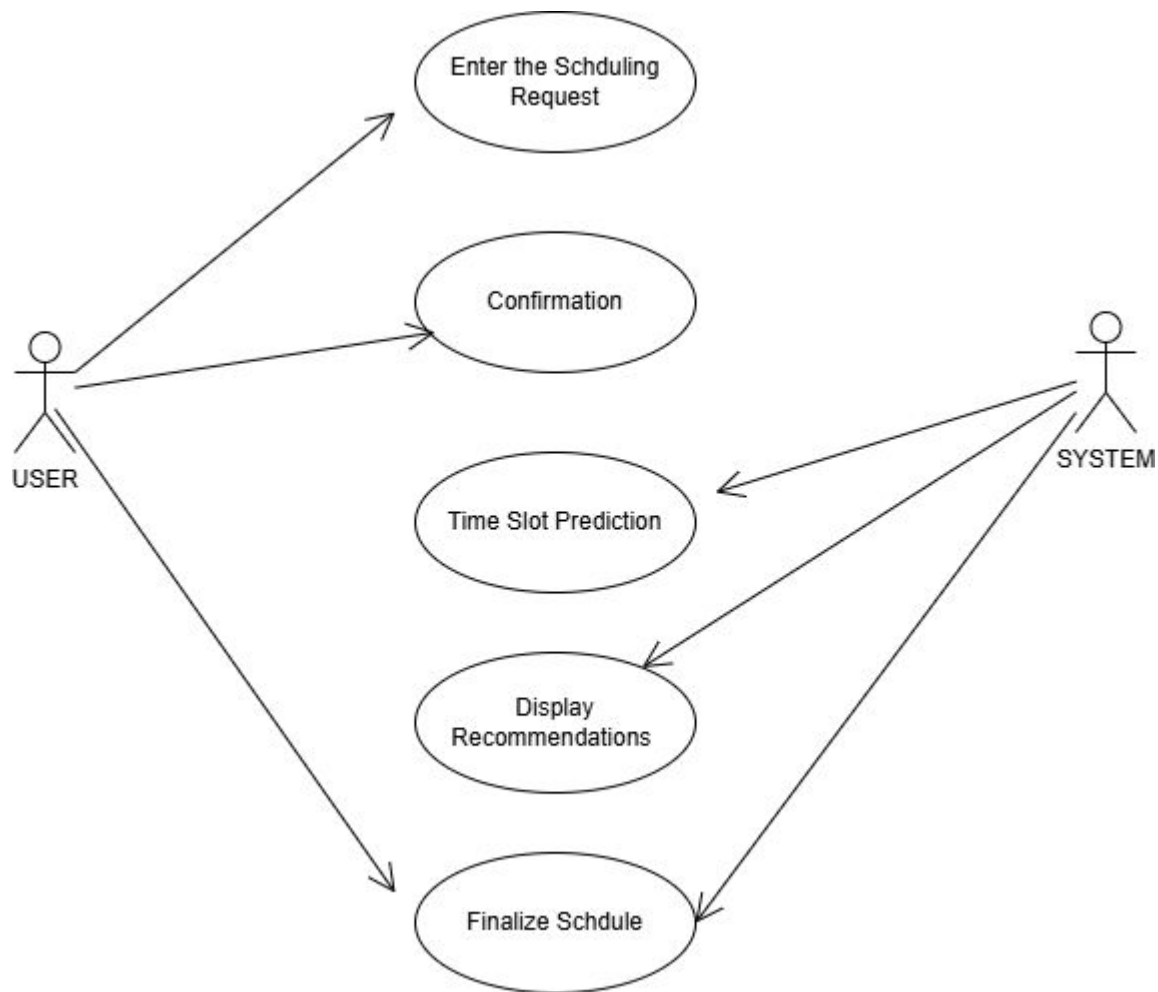 Enter the Schduling
Request
Confirmation
USER
SYSTEM
Time Slot Prediction
Display
Recommendations
Finalize Schdule